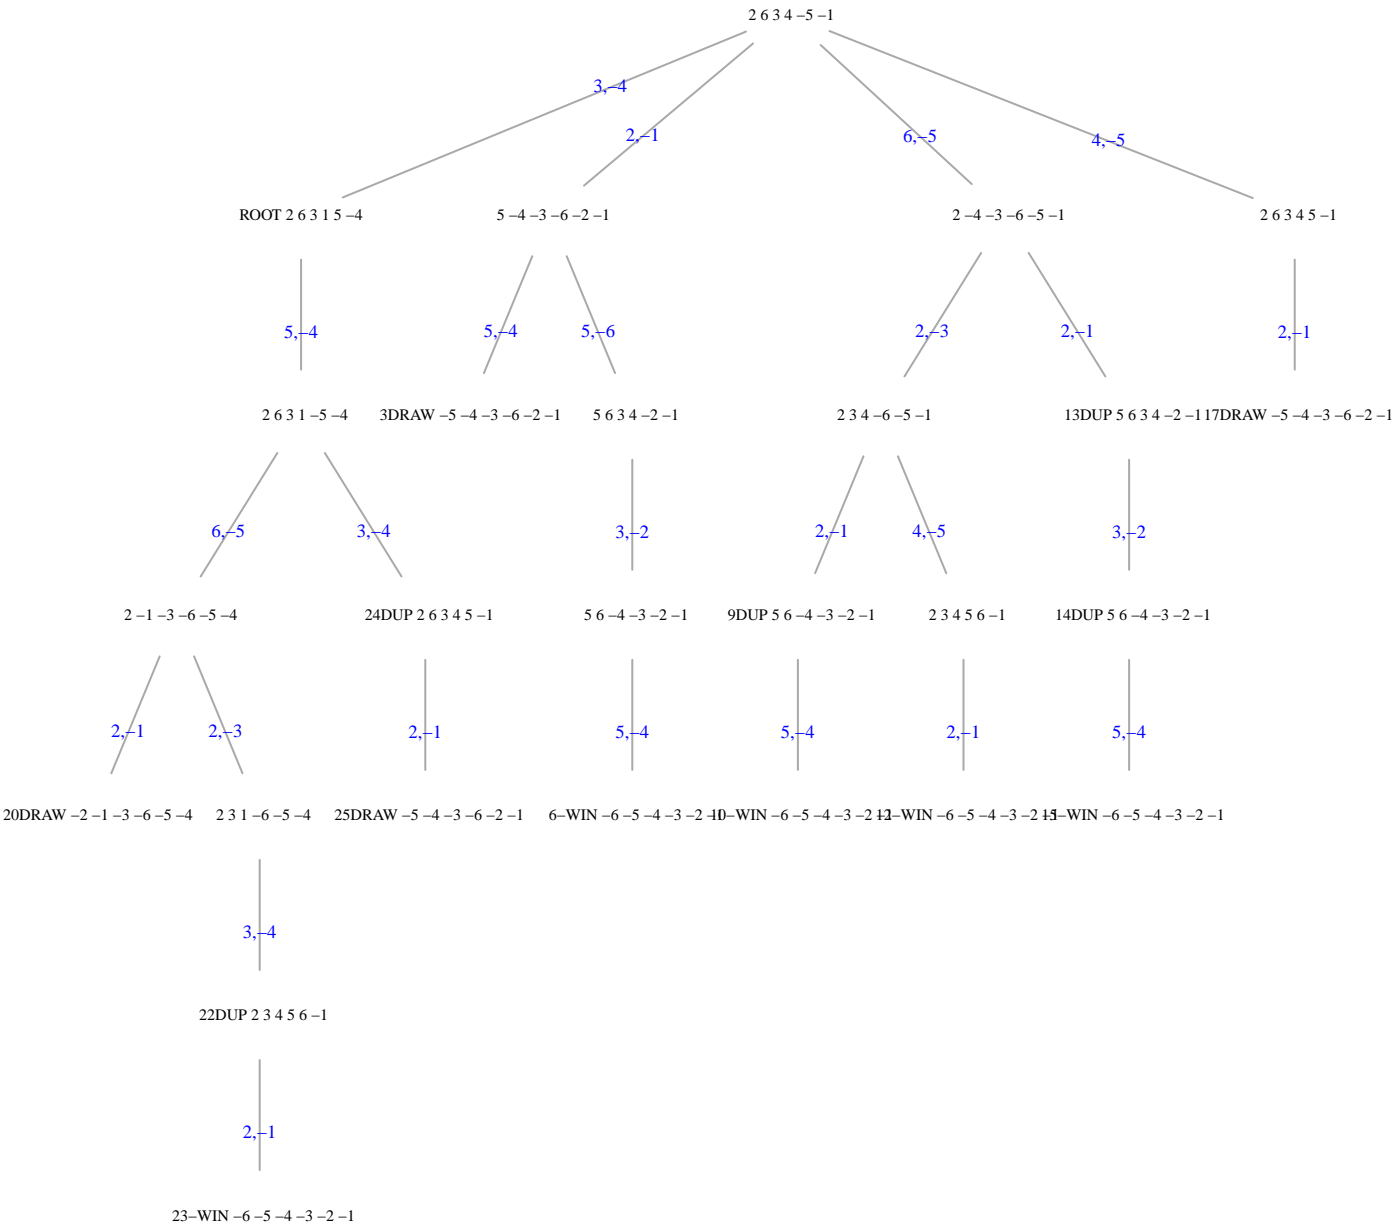 2 6 3 4 –5 –1
3,–4
2,–1
6,–5
4,–5
ROOT 2 6 3 1 5 –4
5 –4 –3 –6 –2 –1
2 –4 –3 –6 –5 –1
2 6 3 4 5 –1
5,–4
5,–4
5,–6
2,–3
2,–1
2,–1
2 6 3 1 –5 –4
3DRAW –5 –4 –3 –6 –2 –1
5 6 3 4 –2 –1
2 3 4 –6 –5 –1
13DUP 5 6 3 4 –2 –1
17DRAW –5 –4 –3 –6 –2 –1
6,–5
3,–4
3,–2
2,–1
4,–5
3,–2
2 –1 –3 –6 –5 –4
24DUP 2 6 3 4 5 –1
5 6 –4 –3 –2 –1
9DUP 5 6 –4 –3 –2 –1
2 3 4 5 6 –1
14DUP 5 6 –4 –3 –2 –1
2,–1
2,–3
2,–1
5,–4
5,–4
2,–1
5,–4
20DRAW –2 –1 –3 –6 –5 –4
2 3 1 –6 –5 –4
25DRAW –5 –4 –3 –6 –2 –1
6–WIN –6 –5 –4 –3 –2 –1
10–WIN –6 –5 –4 –3 –2 –1
12–WIN –6 –5 –4 –3 –2 –1
15–WIN –6 –5 –4 –3 –2 –1
3,–4
22DUP 2 3 4 5 6 –1
2,–1
23–WIN –6 –5 –4 –3 –2 –1